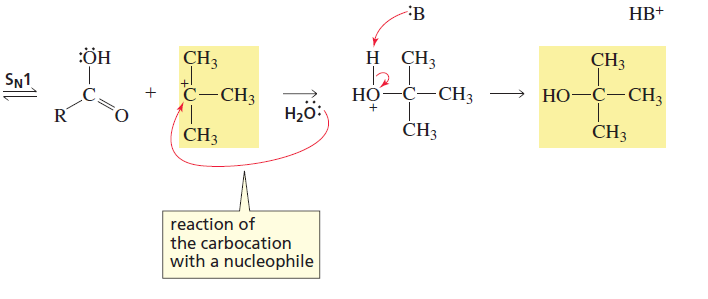 :B HB+
:ÖH CH3 H CH3 CH3
SN1 C + +C—CH3 HO—C—CH3 HO—C—CH3
R O H2Ö: +
CH3 CH3 CH3
reaction of
the carbocation
with a nucleophile